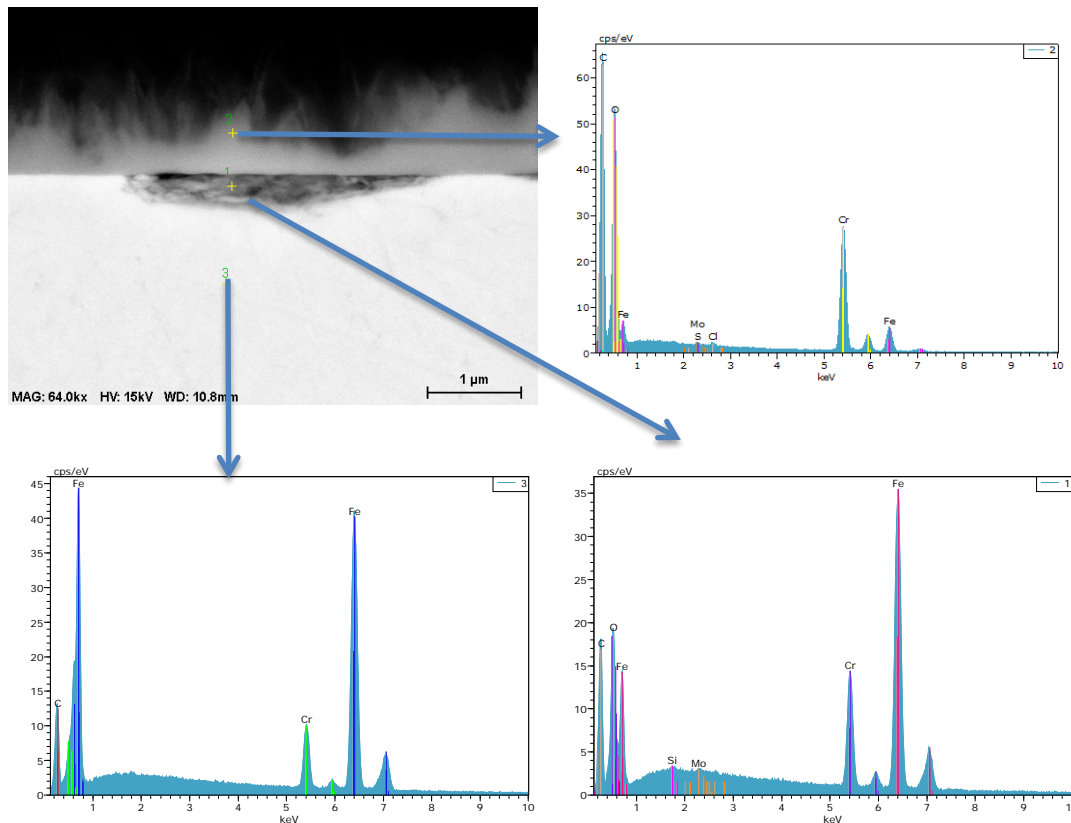 2
1
3
MAG: 64.0kx HV: 15kV WD: 10.8mm
1 µm
cps/eV
2
60
50
40
30
20
10
0
C
O
Fe
Mo
S Cl
Cr
Fe
1 2 3 4 5 6 7 8 9 10
keV
cps/eV
3
45
40
35
30
25
20
15
10
5
0
C
Fe
Cr
Fe
1 2 3 4 5 6 7 8 9 10
keV
cps/eV
1
35
30
25
20
15
10
5
0
C
O
Fe
Si
Mo
Cr
Fe
1 2 3 4 5 6 7 8 9 10
keV